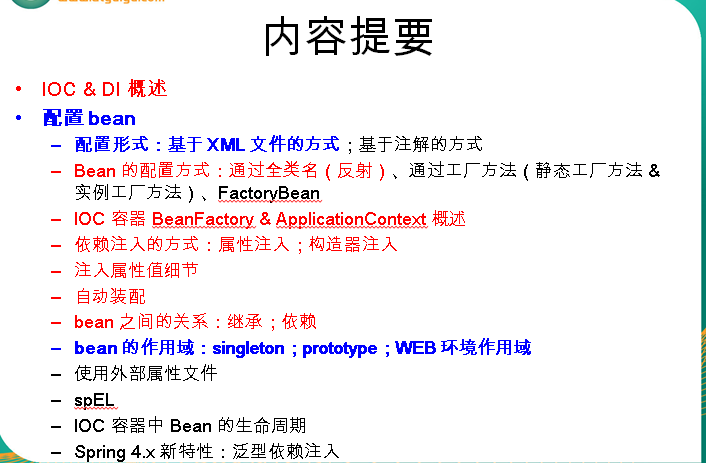 内容提要
• IOC & DI 概述
• 配置 bean
– 配置形式：基于 XML 文件的方式；基于注解的方式
– Bean 的配置方式：通过全类名（反射）、通过工厂方法（静态工厂方法 &
实例工厂方法）、FactoryBean
– IOC 容器 BeanFactory & ApplicationContext 概述
– 依赖注入的方式：属性注入；构造器注入
– 注入属性值细节
– 自动装配
– bean 之间的关系：继承；依赖
– bean 的作用域：singleton；prototype；WEB 环境作用域
– 使用外部属性文件
– spEL
– IOC 容器中 Bean 的生命周期
– Spring 4.x 新特性：泛型依赖注入